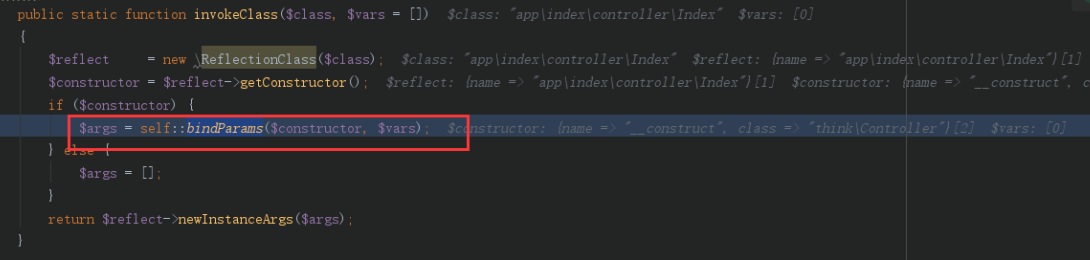 public static function invokeClass($class, $vars = [])  $class: "app\index\controller\Index"  $vars: [0]
{
    $reflect     = new \ReflectionClass($class);  $class: "app\index\controller\Index"  $reflect: {name => "app\index\controller\Index"}[1]
    $constructor = $reflect->getConstructor();  $reflect: {name => "app\index\controller\Index"}[1]  $constructor: {name => "__construct", c
    if ($constructor) {
        $args = self::bindParams($constructor, $vars);  $constructor: {name => "__construct", class => "think\Controller"}[2]  $vars: [0]
    } else {
        $args = [];
    }
    return $reflect->newInstanceArgs($args);
}